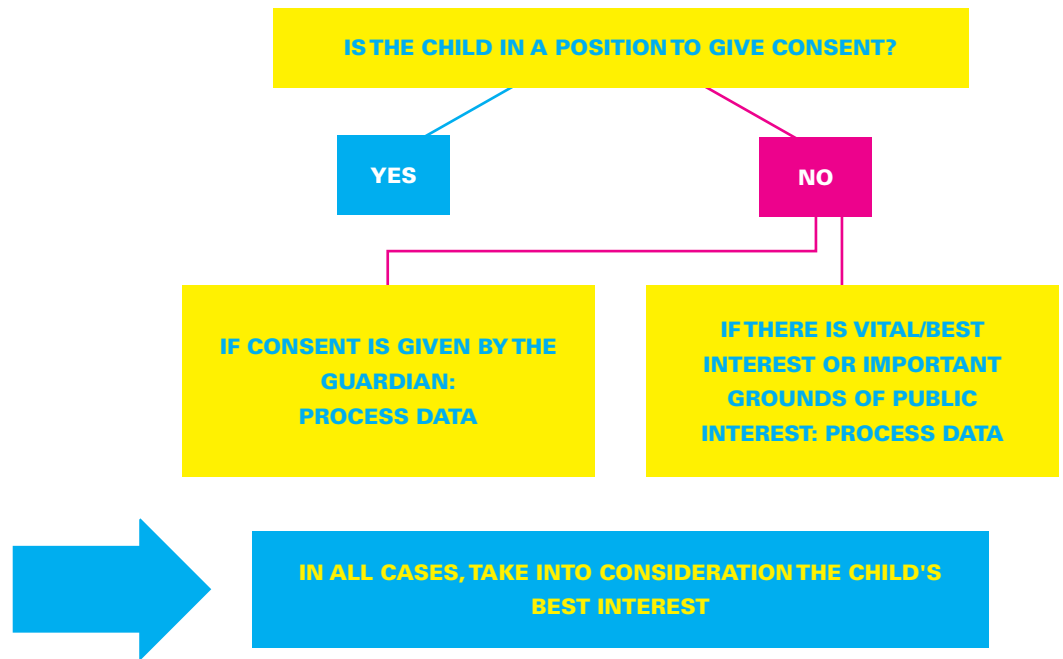 IS THE CHILD IN A POSITION TO GIVE CONSENT?
YES
NO
IF CONSENT IS GIVEN BY THE
GUARDIAN:
PROCESS DATA
IF THERE IS VITAL/BEST
INTEREST OR IMPORTANT
GROUNDS OF PUBLIC
INTEREST: PROCESS DATA
IN ALL CASES, TAKE INTO CONSIDERATION THE CHILD'S
BEST INTEREST